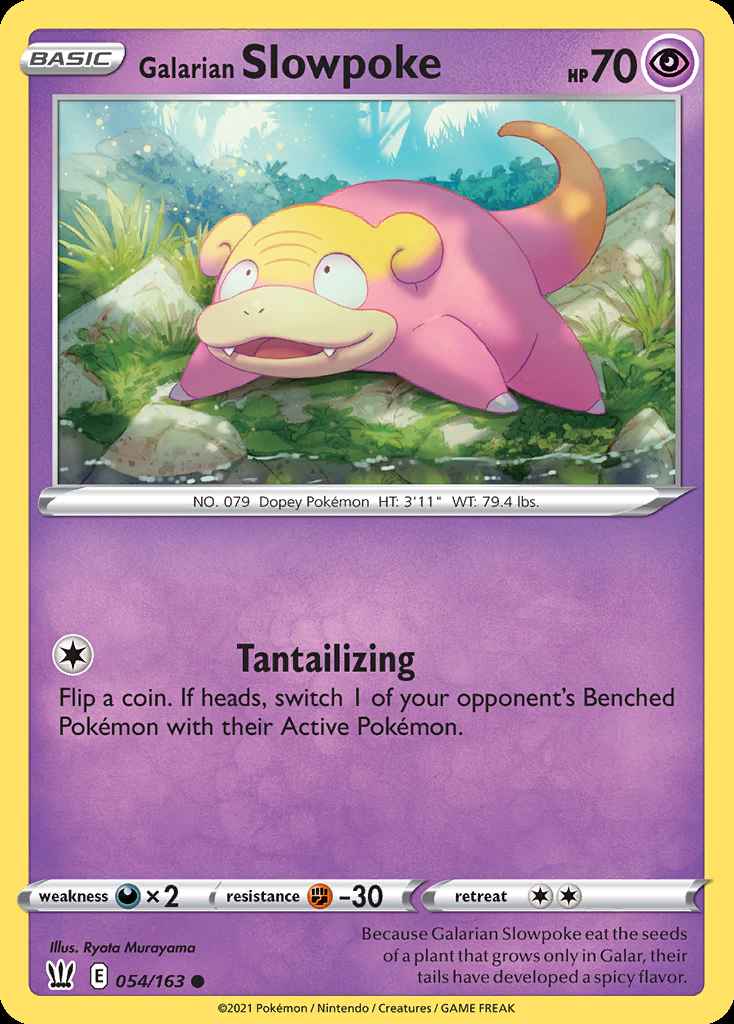 BASIC
Galarian Slowpoke
HP 70
NO. 079 Dopey Pokémon HT: 3'11" WT: 79.4 lbs.
Tantailizing
Flip a coin. If heads, switch 1 of your opponent's Benched
Pokémon with their Active Pokémon.
weakness ×2 resistance -30 retreat
Illus. Ryota Murayama
E 054/163
Because Galarian Slowpoke eat the seeds
of a plant that grows only in Galar, their
tails have developed a spicy flavor.
©2021 Pokémon / Nintendo / Creatures / GAME FREAK